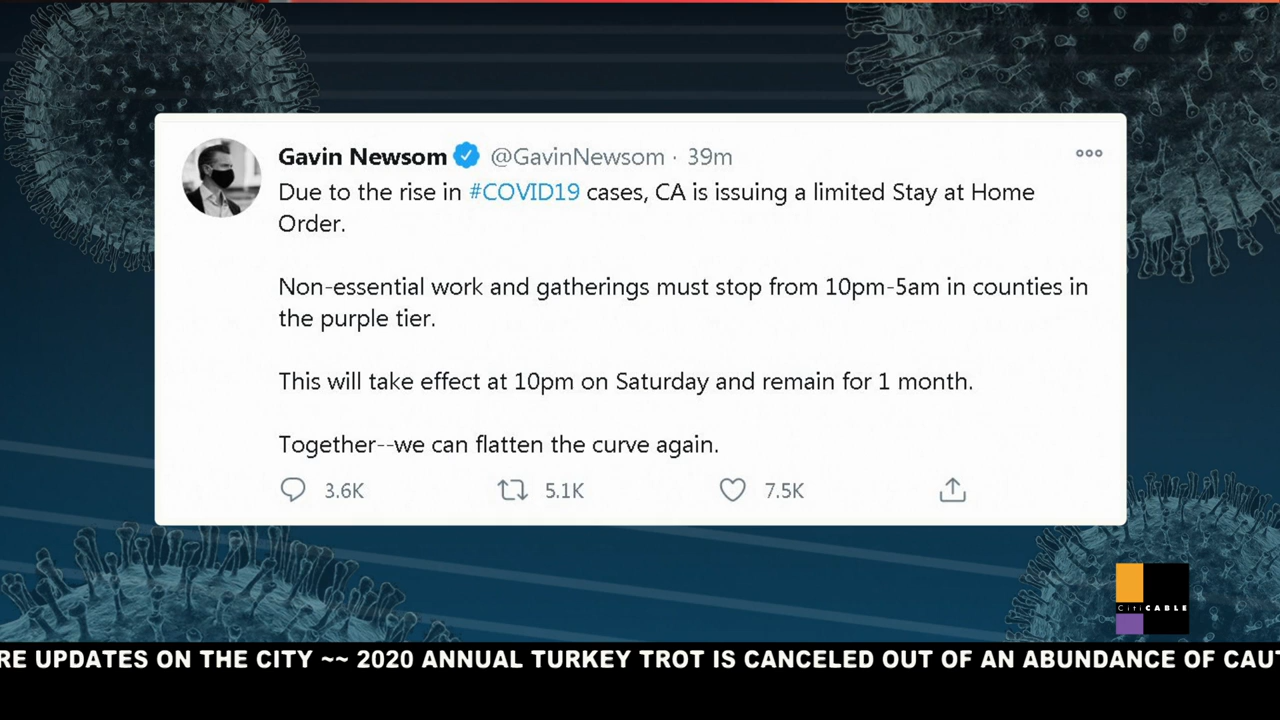 Gavin Newsom @GavinNewsom · 39m
Due to the rise in #COVID19 cases, CA is issuing a limited Stay at Home
Order.
Non-essential work and gatherings must stop from 10pm-5am in counties in
the purple tier.
This will take effect at 10pm on Saturday and remain for 1 month.
Together--we can flatten the curve again.
3.6K 5.1K 7.5K
CitiCABLE
RE UPDATES ON THE CITY ~~ 2020 ANNUAL TURKEY TROT IS CANCELED OUT OF AN ABUNDANCE OF CAUT